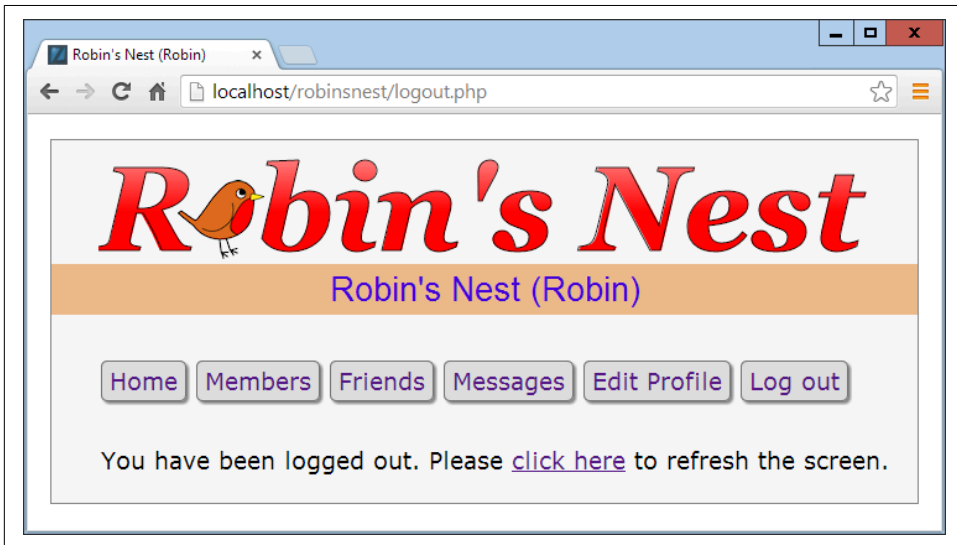 Robin's Nest (Robin)
localhost/robinsnest/logout.php
Robin's Nest
Robin's Nest (Robin)
Home Members Friends Messages Edit Profile Log out
You have been logged out. Please click here to refresh the screen.